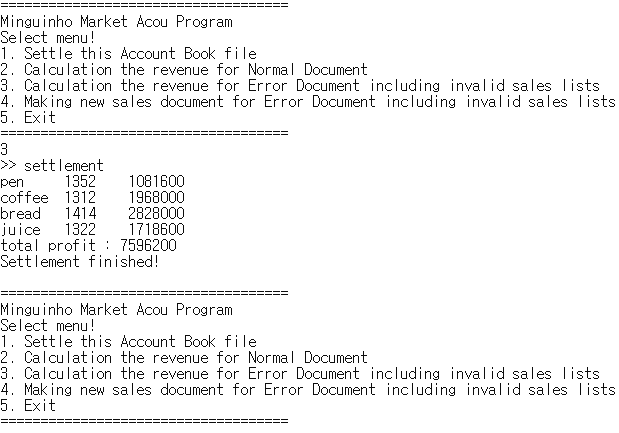 ====================================
Minguinho Market Acou Program
Select menu!
1. Settle this Account Book file
2. Calculation the revenue for Normal Document
3. Calculation the revenue for Error Document including invalid sales lists
4. Making new sales document for Error Document including invalid sales lists
5. Exit
====================================
3
>> settlement
pen 1352 1081600
coffee 1312 1968000
bread 1414 2828000
juice 1322 1718600
total profit : 7596200
Settlement finished!
====================================
Minguinho Market Acou Program
Select menu!
1. Settle this Account Book file
2. Calculation the revenue for Normal Document
3. Calculation the revenue for Error Document including invalid sales lists
4. Making new sales document for Error Document including invalid sales lists
5. Exit
====================================